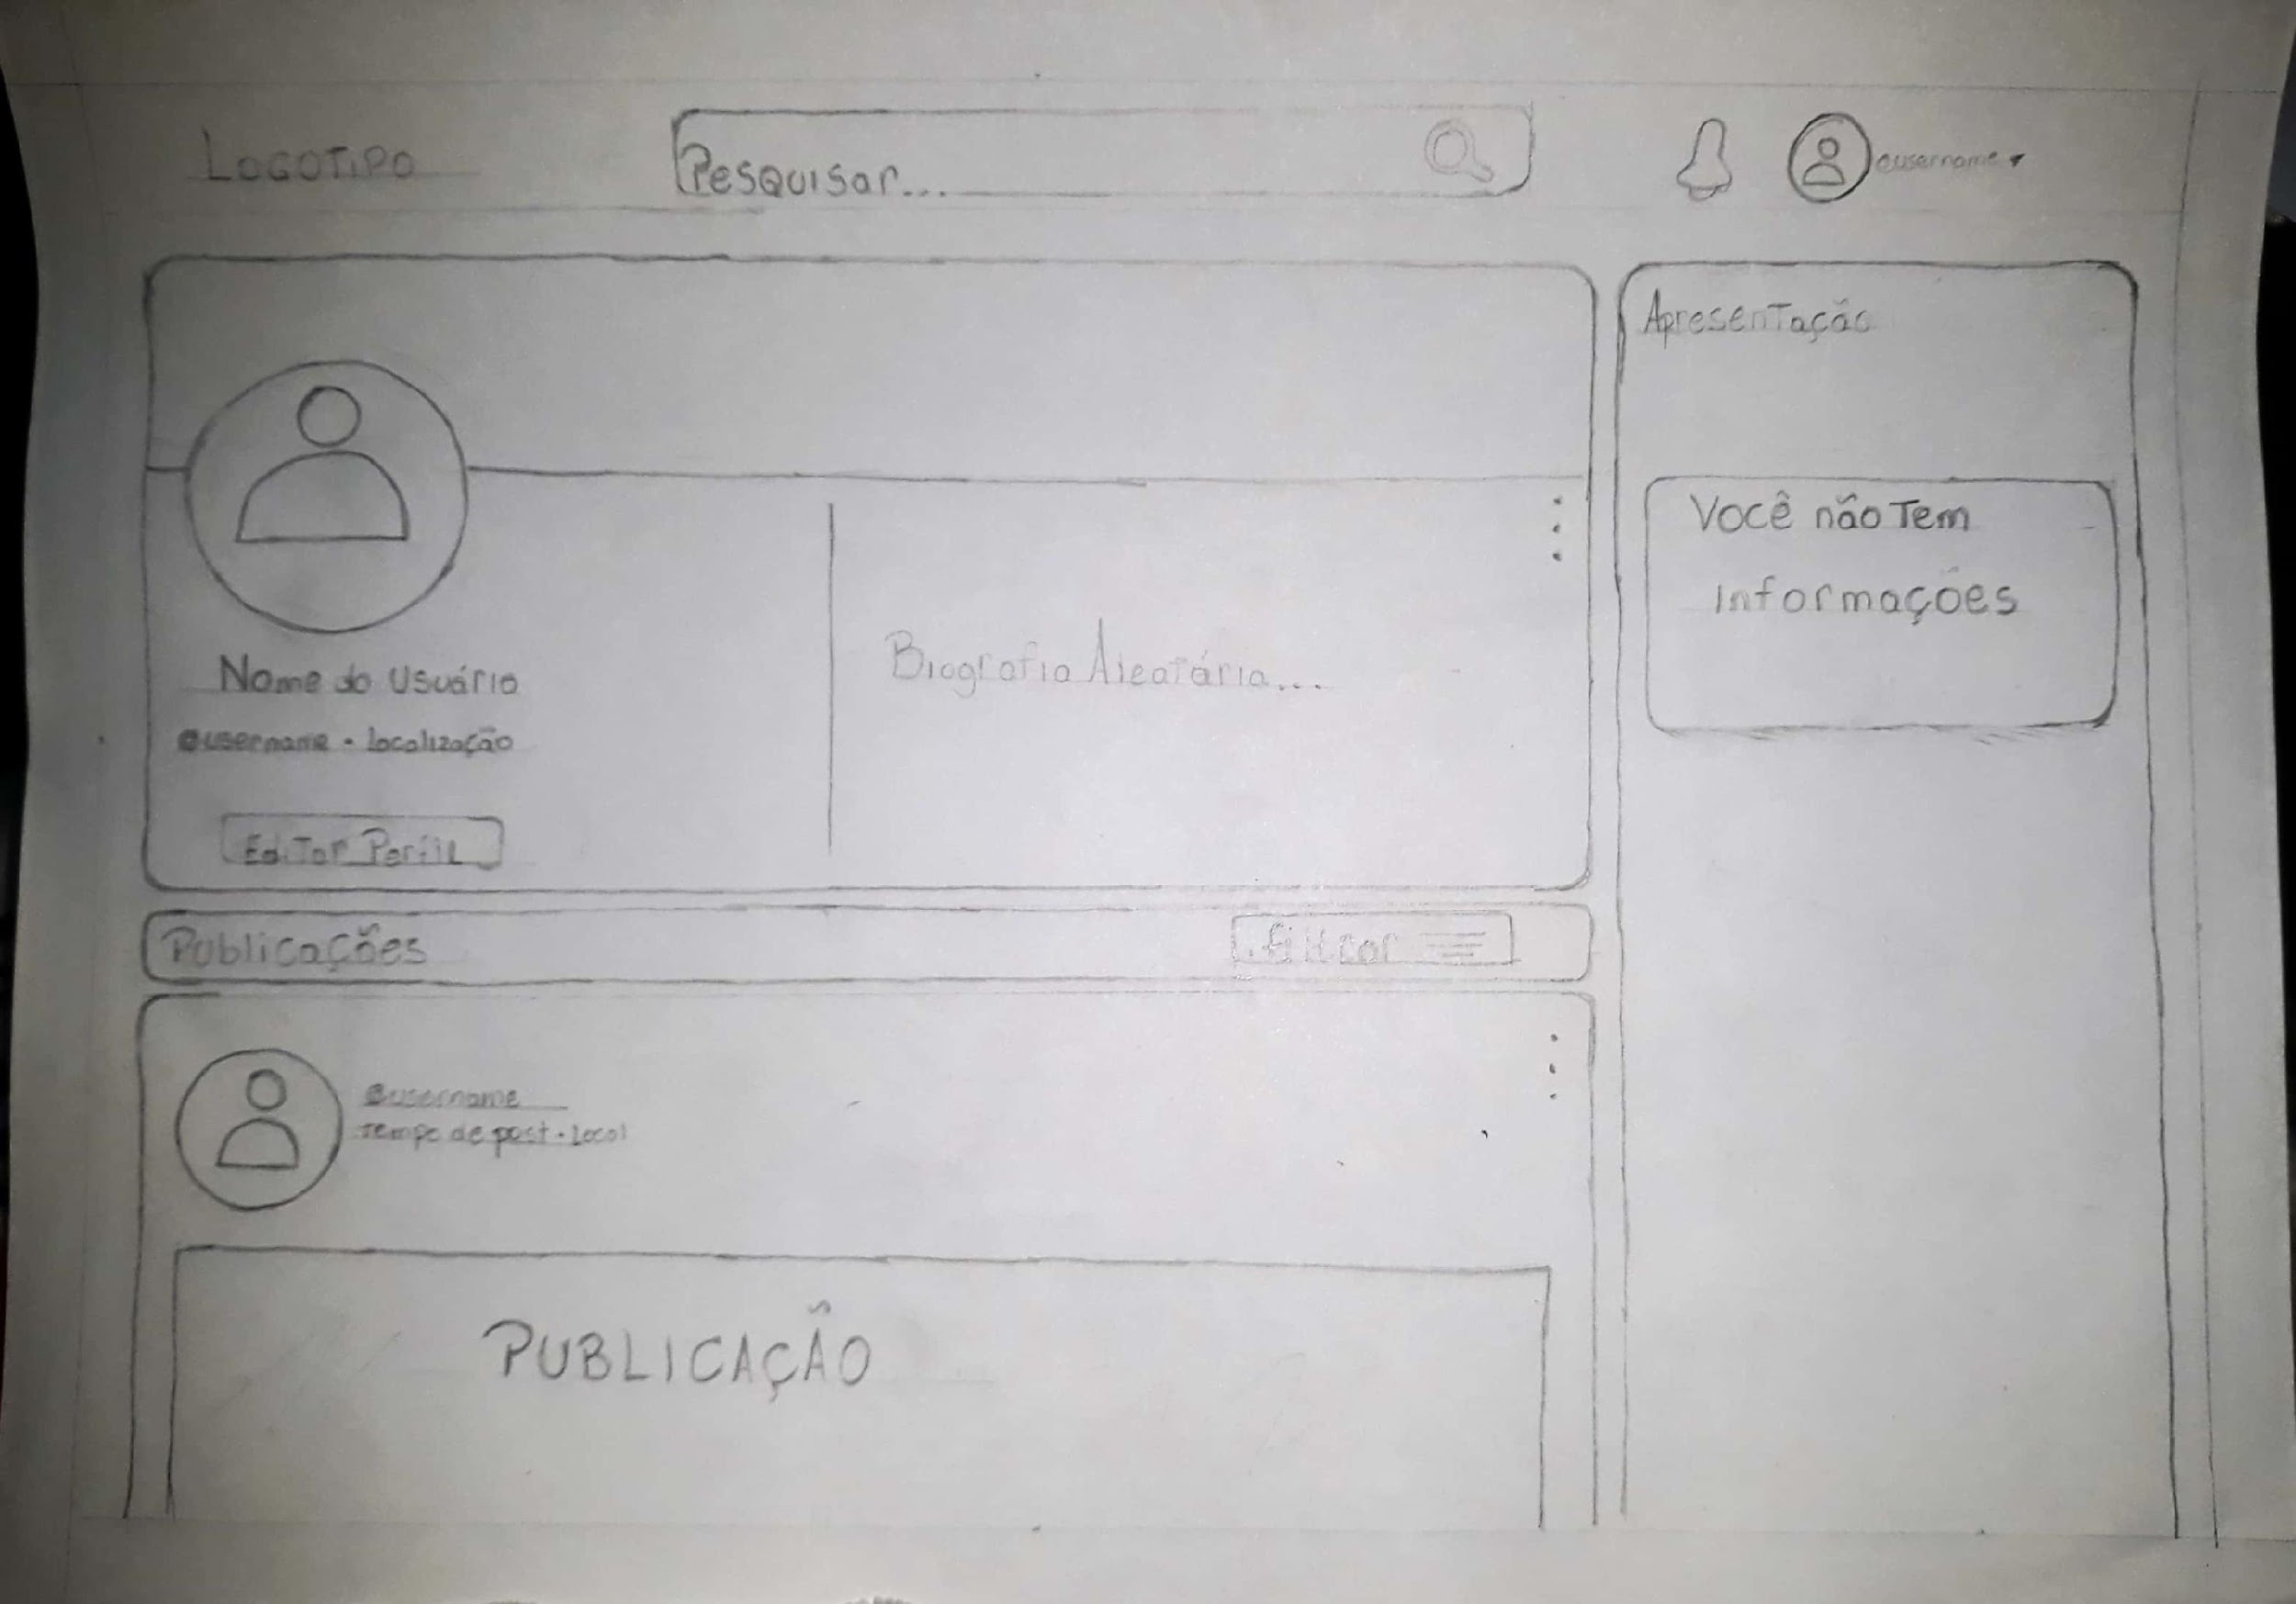 LOGOTIPO
Pesquisar...
@username
Apresentação
Você não Tem
Informações
Biografia Aleatária...
Nome do Usuário
@username • Localização
Editar Perfil
Publicações
filtrar
@username
Tempo de post • Local
PUBLICAÇÃO